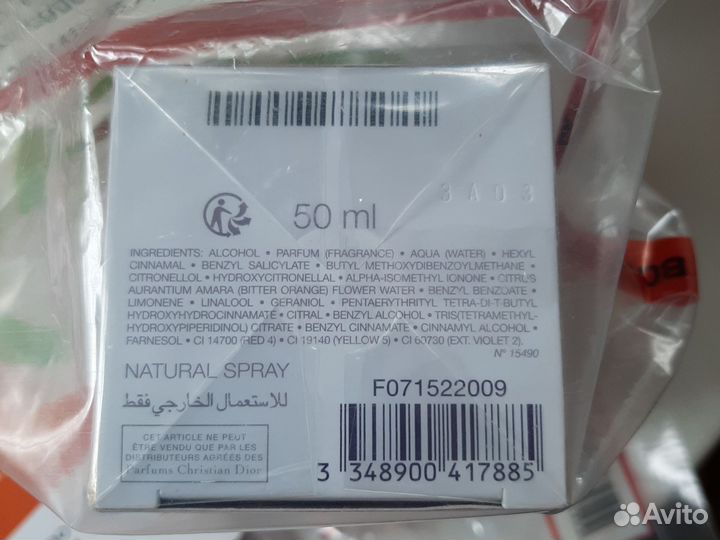 3A03
50 ml
INGREDIENTS: ALCOHOL • PARFUM (FRAGRANCE) • AQUA (WATER) • HEXYL
CINNAMAL • BENZYL SALICYLATE • BUTYL METHOXYDIBENZOYLMETHANE •
CITRONELLOL • HYDROXYCITRONELLAL • ALPHA-ISOMETHYL IONONE • CITRUS
AURANTIUM AMARA (BITTER ORANGE) FLOWER WATER • BENZYL BENZOATE •
LIMONENE • LINALOOL • GERANIOL • PENTAERYTHRITYL TETRA-DI-T-BUTYL
HYDROXYHYDROCINNAMATE • CITRAL • BENZYL ALCOHOL • TRIS(TETRAMETHYL-
HYDROXYPIPERIDINOL) CITRATE • BENZYL CINNAMATE • CINNAMYL ALCOHOL •
FARNESOL • CI 14700 (RED 4) • CI 19140 (YELLOW 5) • CI 60730 (EXT. VIOLET 2).
N° 15490
NATURAL SPRAY
للاستعمال الخارجي فقط
F071522009
CET ARTICLE NE PEUT
ÊTRE VENDU QUE PAR LES
DISTRIBUTEURS AGRÉÉS DES
Parfums Christian Dior
3 348900 417885
Avito